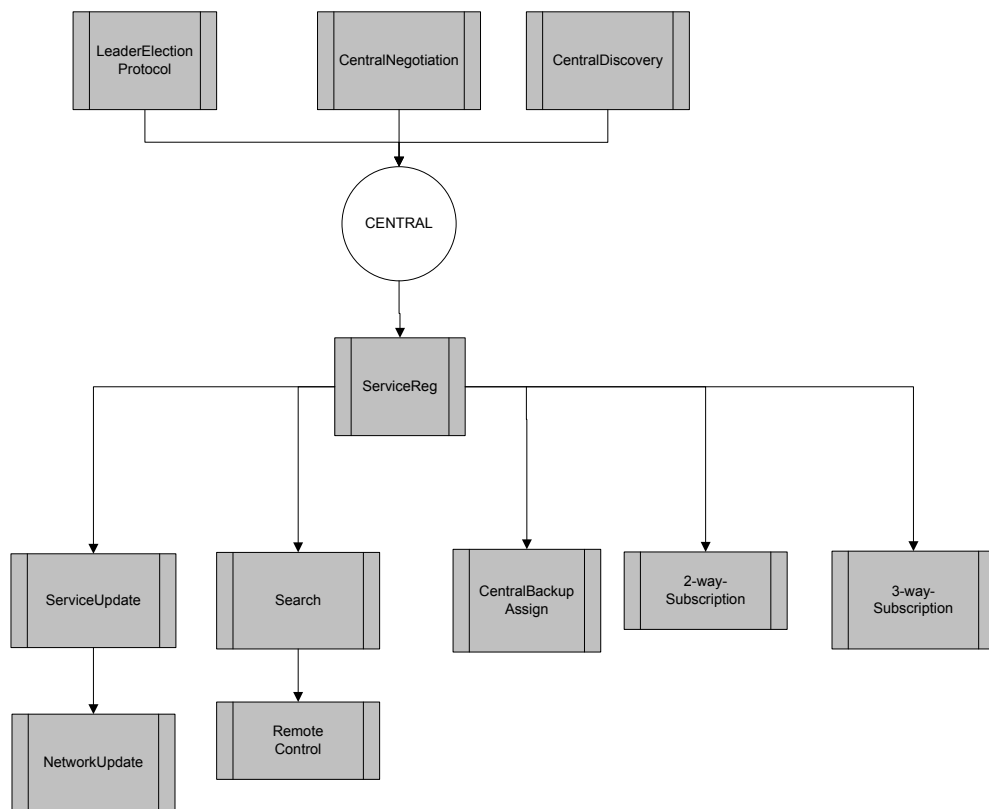 LeaderElection
Protocol
CentralNegotiation
CentralDiscovery
CENTRAL
ServiceReg
ServiceUpdate
Search
CentralBackup
Assign
2-way-
Subscription
3-way-
Subscription
NetworkUpdate
Remote
Control